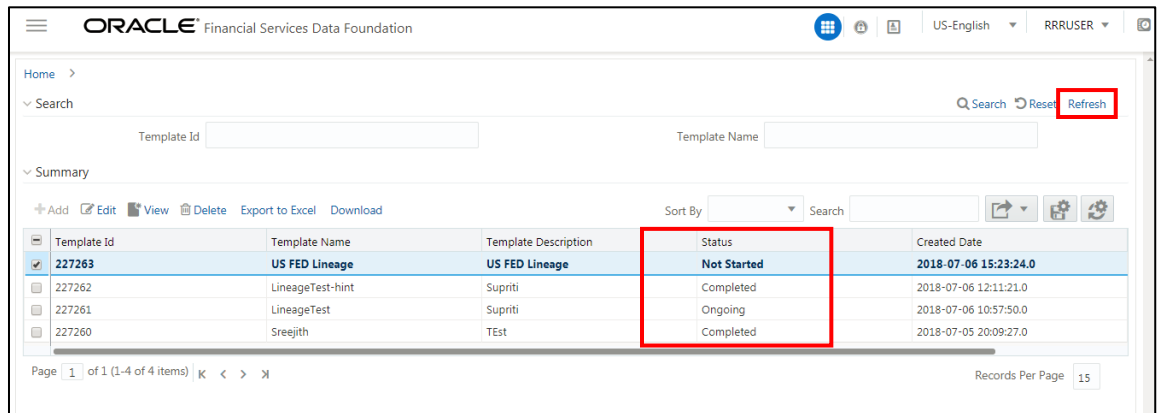 ORACLE® Financial Services Data Foundation US-English RRRUSER
Home >
Search Search Reset Refresh
Template Id Template Name
Summary
Add Edit View Delete Export to Excel Download Sort By Search
Template Id Template Name Template Description Status Created Date
227263 US FED Lineage US FED Lineage Not Started 2018-07-06 15:23:24.0
227262 LineageTest-hint Supriti Completed 2018-07-06 12:11:21.0
227261 LineageTest Supriti Ongoing 2018-07-06 10:57:50.0
227260 Sreejith TEst Completed 2018-07-05 20:09:27.0
Page 1 of 1 (1-4 of 4 items) Records Per Page 15